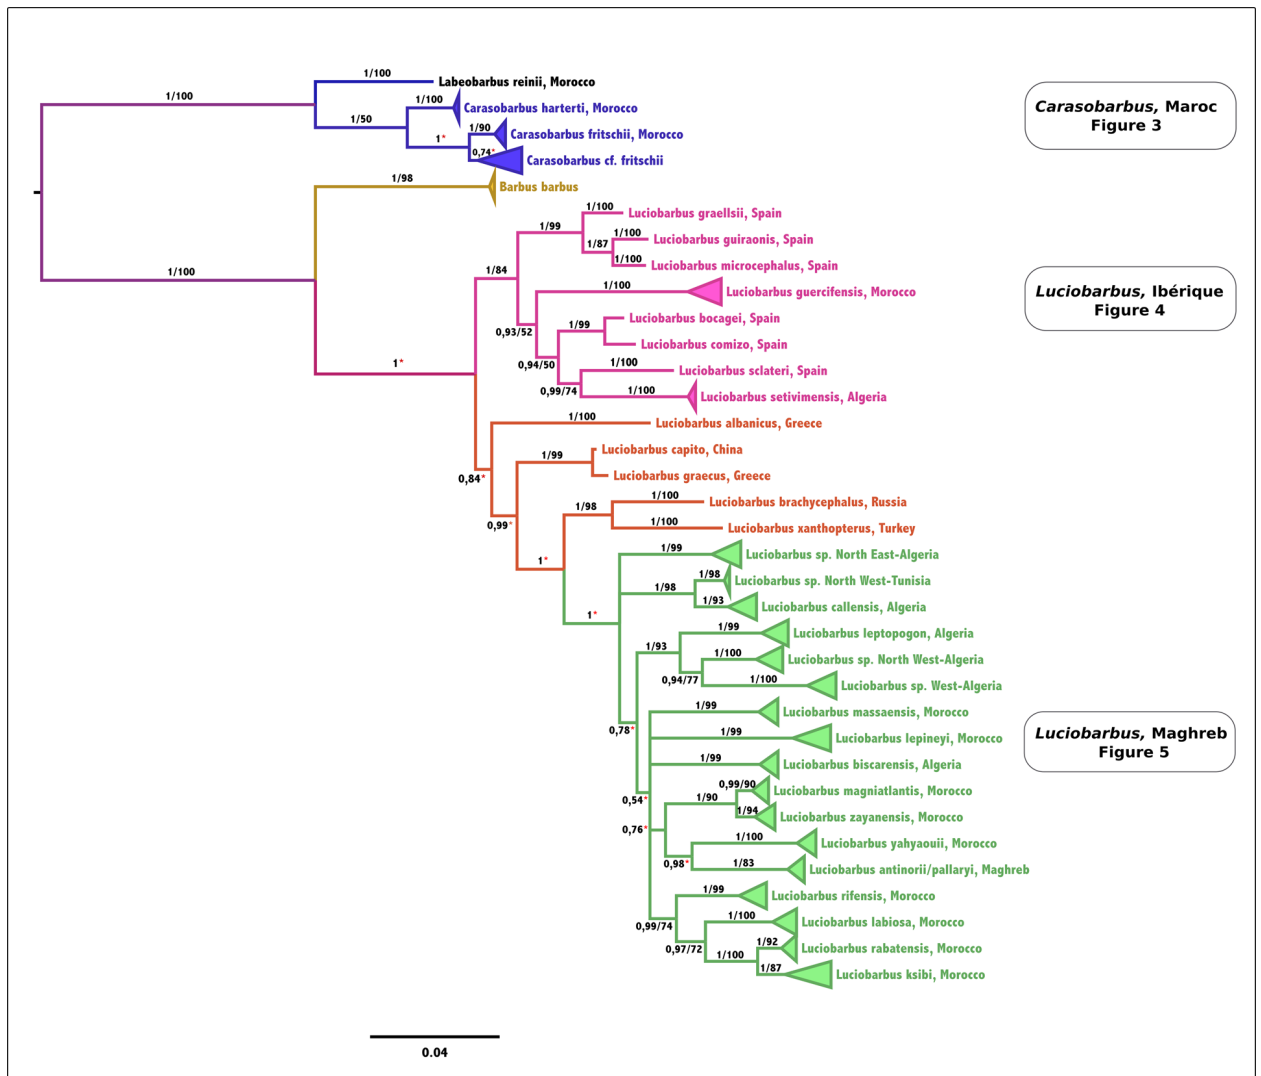 1/100
Labeobarbus reinii, Morocco
1/100
1/100
Carasobarbus harterti, Morocco
1/50
1/90
Carasobarbus fritschii, Morocco
1*
0,74*
Carasobarbus cf. fritschii
1/98
Barbus barbus
1/100
Luciobarbus graellsii, Spain
1/99
1/100
Luciobarbus guiraonis, Spain
1/87
1/100
Luciobarbus microcephalus, Spain
1/100
1/84
1/100
Luciobarbus guercifensis, Morocco
0,93/52
Luciobarbus bocagei, Spain
1/99
Luciobarbus comizo, Spain
0,94/50
1/100
Luciobarbus sclateri, Spain
1*
0,99/74
1/100
Luciobarbus setivimensis, Algeria
1/100
Luciobarbus albanicus, Greece
Luciobarbus capito, China
1/99
0,84*
Luciobarbus graecus, Greece
1/100
Luciobarbus brachycephalus, Russia
1/98
0,99*
1/100
Luciobarbus xanthopterus, Turkey
1*
1/99
Luciobarbus sp. North East-Algeria
1/98
Luciobarbus sp. North West-Tunisia
1/98
1/93
Luciobarbus callensis, Algeria
1*
1/99
Luciobarbus leptopogon, Algeria
1/93
1/100
Luciobarbus sp. North West-Algeria
0,94/77
1/100
Luciobarbus sp. West-Algeria
1/99
Luciobarbus massaensis, Morocco
0,78*
1/99
Luciobarbus lepineyi, Morocco
1/99
Luciobarbus biscarensis, Algeria
0,54*
0,99/90
Luciobarbus magniatlantis, Morocco
1/90
1/94
Luciobarbus zayanensis, Morocco
0,76*
1/100
Luciobarbus yahyaouii, Morocco
0,98*
1/83
Luciobarbus antinorii/pallaryi, Maghreb
1/99
Luciobarbus rifensis, Morocco
0,99/74
1/100
Luciobarbus labiosa, Morocco
0,97/72
1/92
Luciobarbus rabatensis, Morocco
1/100
1/87
Luciobarbus ksibi, Morocco
Carasobarbus, Maroc
Figure 3
Luciobarbus, Ibérique
Figure 4
Luciobarbus, Maghreb
Figure 5
0.04